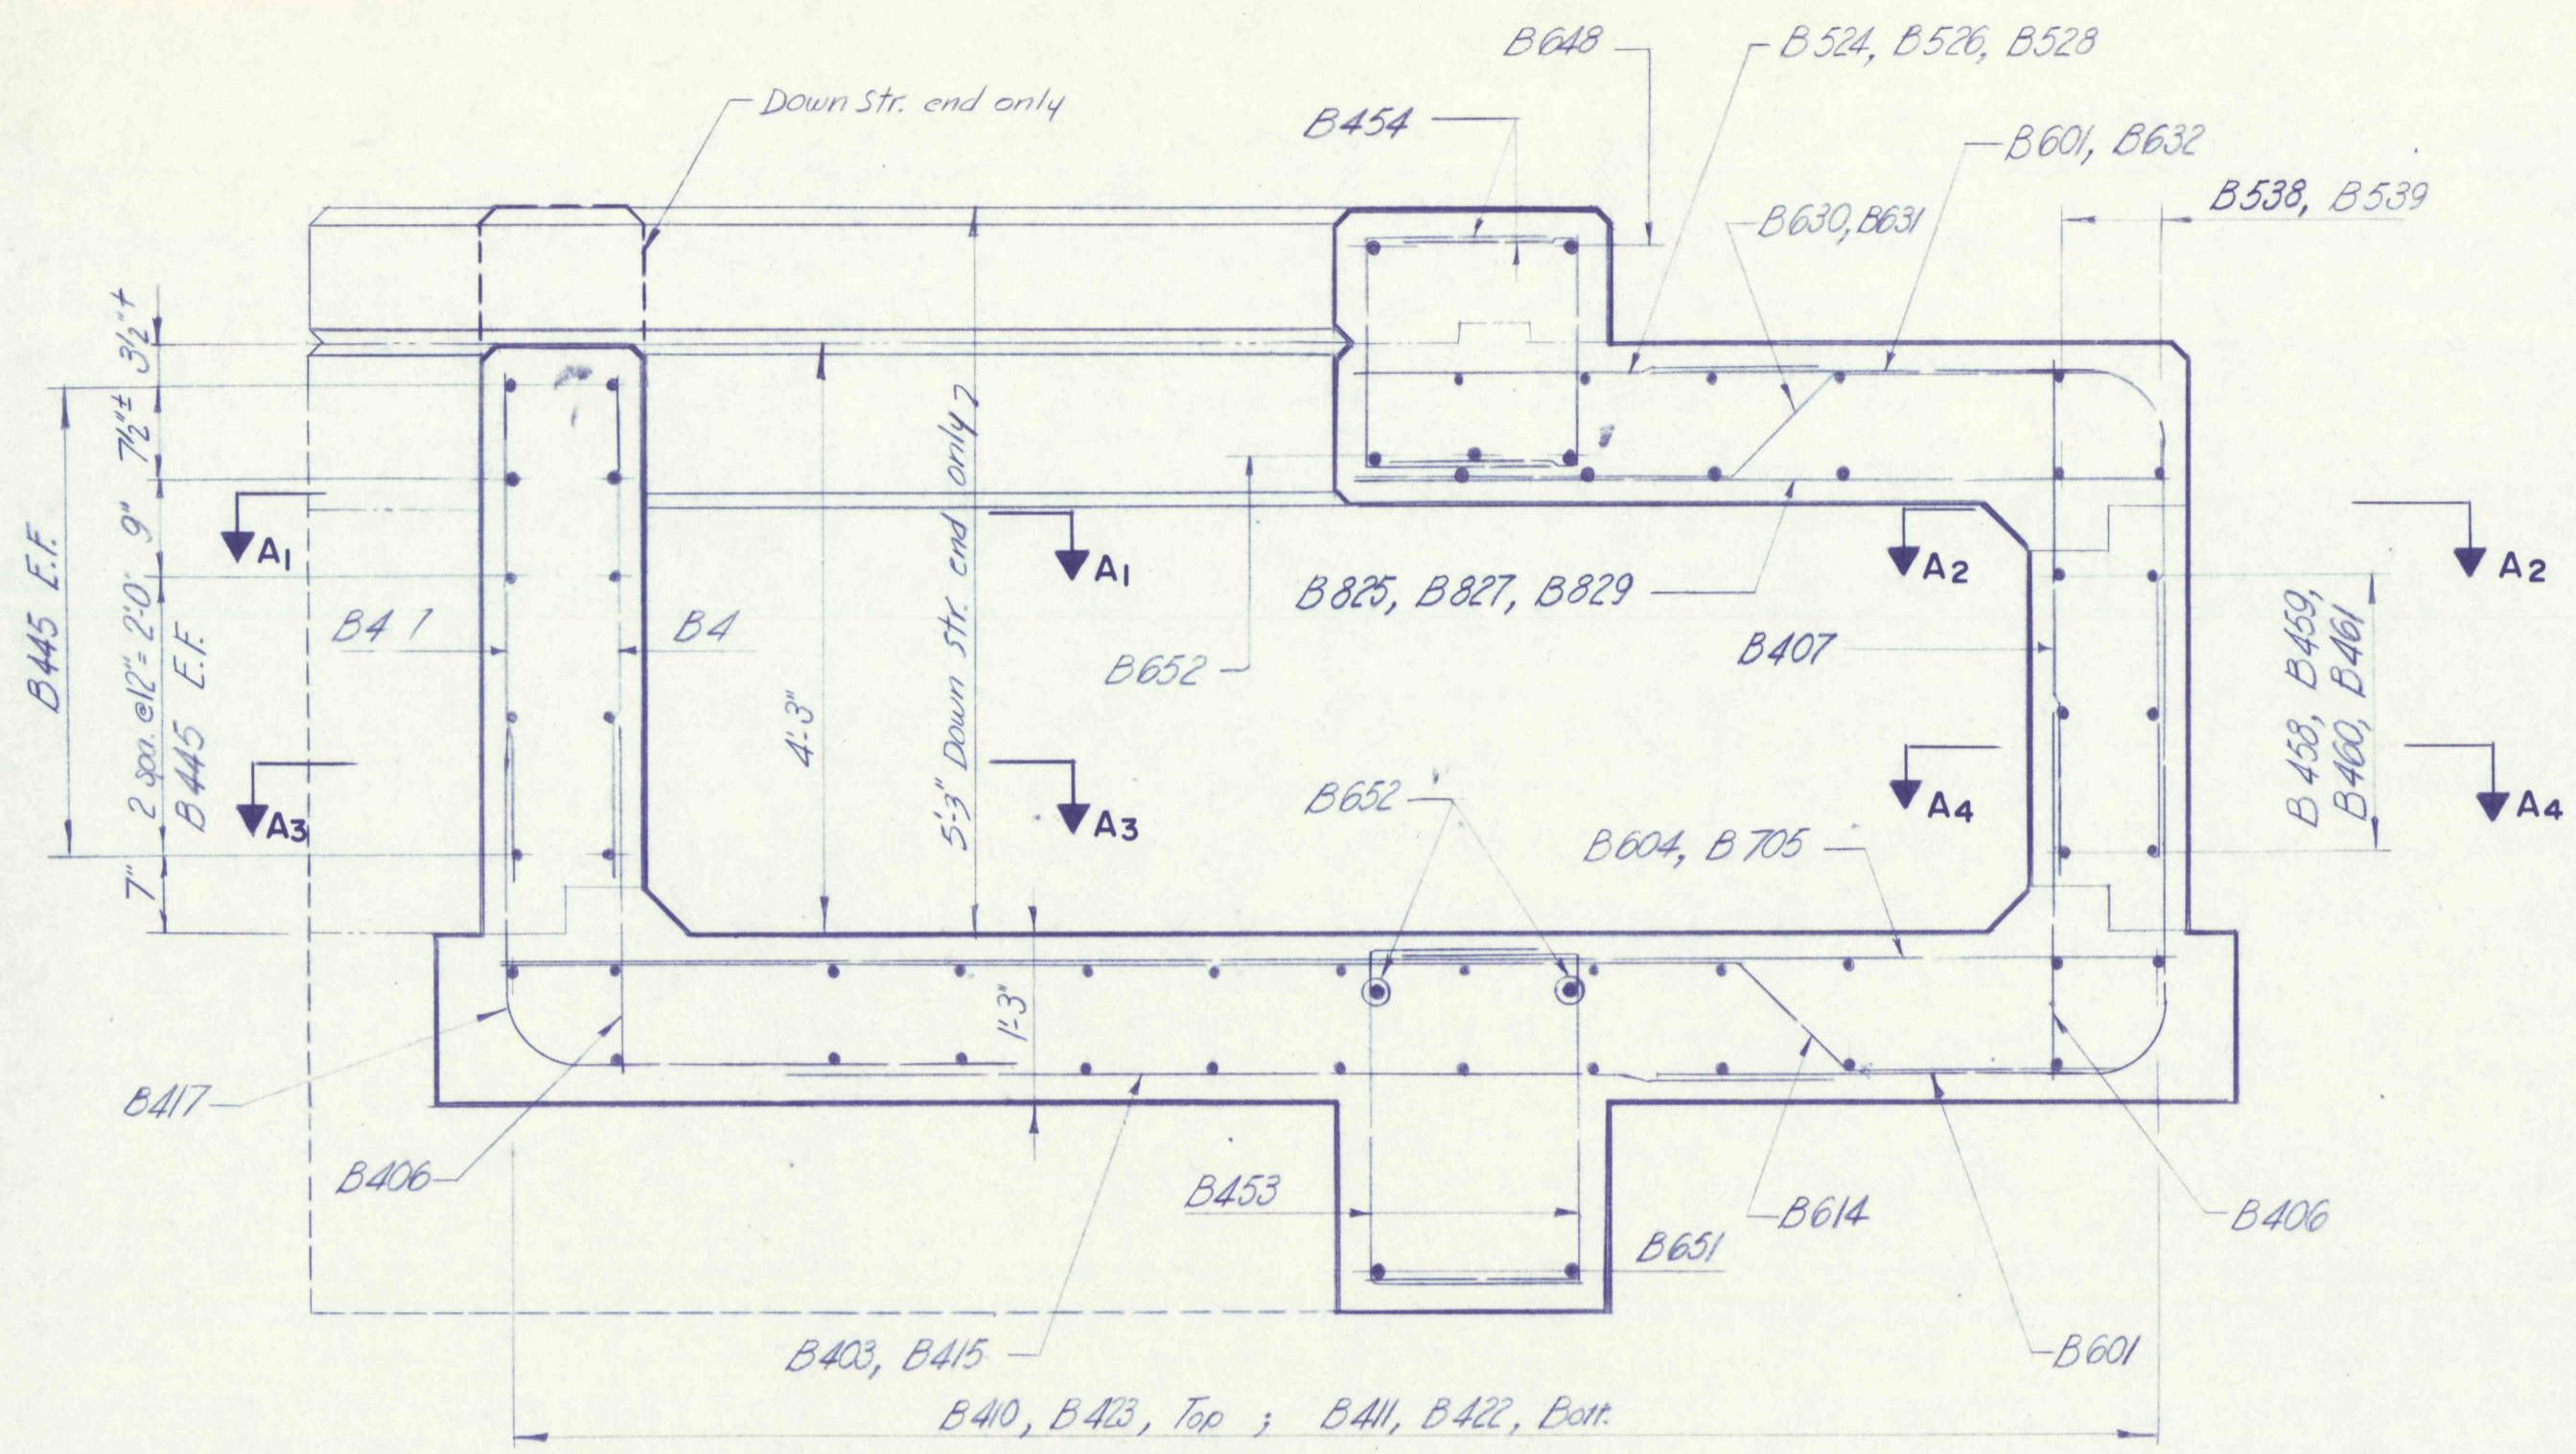 B648
B524, B526, B528
Down Str. end only
B454
B601, B632
B538, B539
B630, B631
3½"±
7½"±
9"
2 spa. @12" = 2'-0"
B445 E.F.
7"
B445 E.F.
A1
A1
A2
A2
B825, B827, B829
B4
B4
B652
B407
4'-3"
5'-3" Down str. end only
B458, B459,
B460, B461
A3
A3
B652
A4
A4
B604, B705
1'-3"
B417
B406
B453
B614
B406
B651
B403, B415
B601
B410, B423, Top ; B411, B422, Bott.